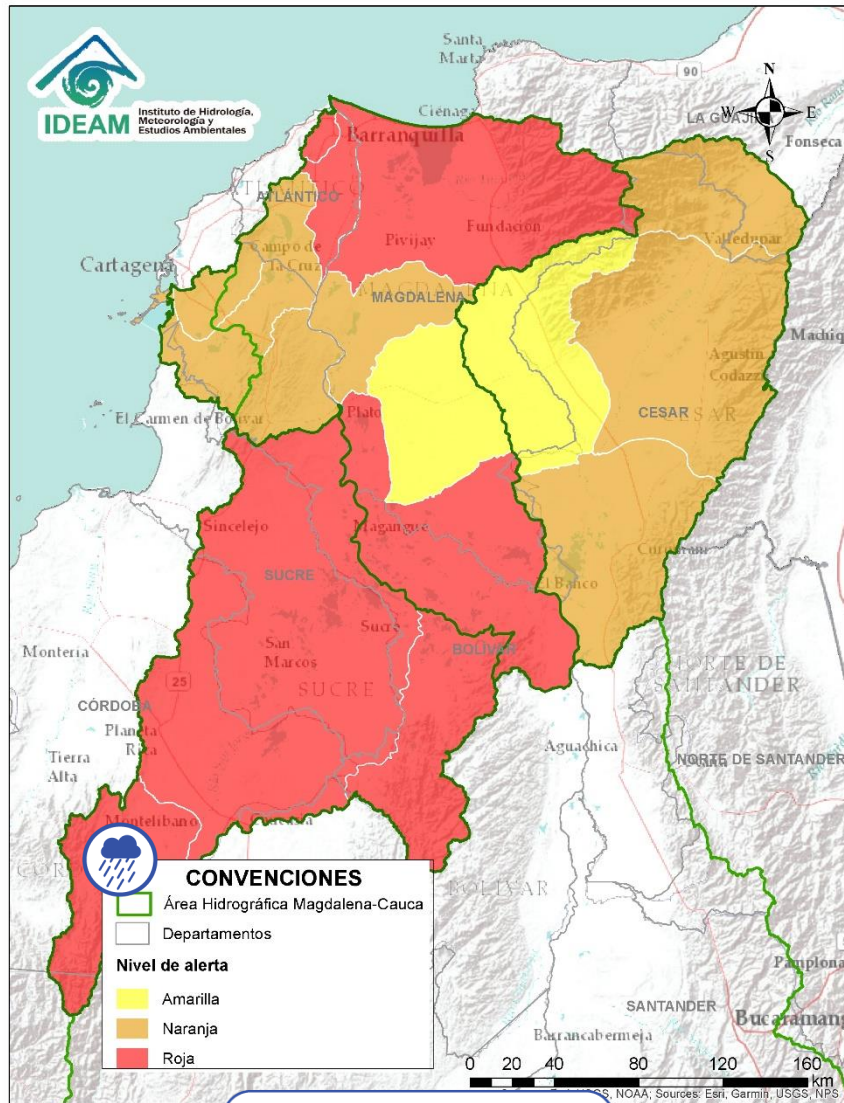 IDEAM
Instituto de Hidrología,
Meteorología y
Estudios Ambientales
Santa
Marta
90
N
W E
S
LA GUAJIRA
Fonseca
Ciénaga
Barranquilla
ATLÁNTICO
Fundación
Pivijay
Valledupar
Campo de
la Cruz
Cartagena
MAGDALENA
Machiq
Agustín
Codazzi
CESAR
CESAR
El Carmen de Bolívar
Plato
Sincelejo
Magangué
SUCRE
El Banco
Sucre
Montería
San
Marcos
BOLÍVAR
NORTE DE
SANTANDER
25
SUCRE
CÓRDOBA
Planeta
Rica
Aguachica
Tierra
Alta
NORTE DE SANTANDER
Montelíbano
BOLÍVAR
CONVENCIONES
Área Hidrográfica Magdalena-Cauca
Departamentos
Nivel de alerta
Amarilla
Naranja
Roja
Pamplona
SANTANDER
Bucaramang
Barrancabermeja
0 20 40 80 120 160
km
USGS, NOAA; Sources: Esri, Garmin, USGS, NPS